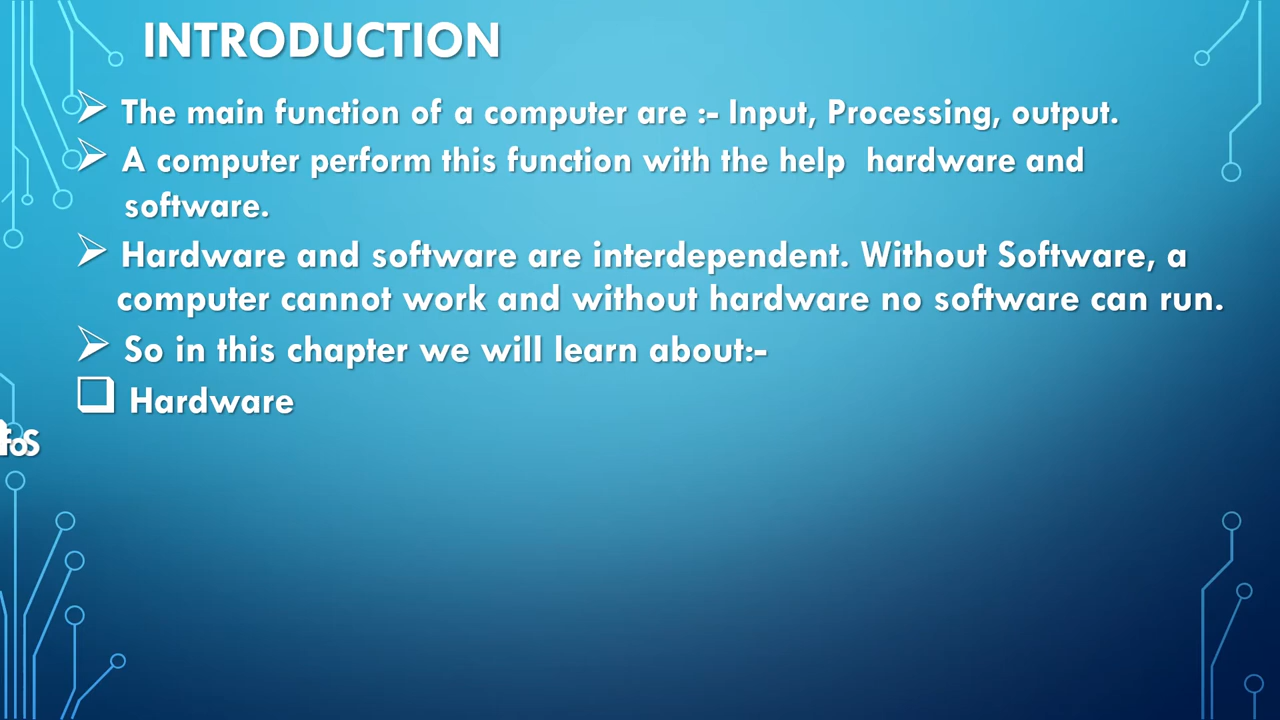 INTRODUCTION
The main function of a computer are :- Input, Processing, output.
A computer perform this function with the help hardware and
software.
Hardware and software are interdependent. Without Software, a
computer cannot work and without hardware no software can run.
So in this chapter we will learn about:-
Hardware